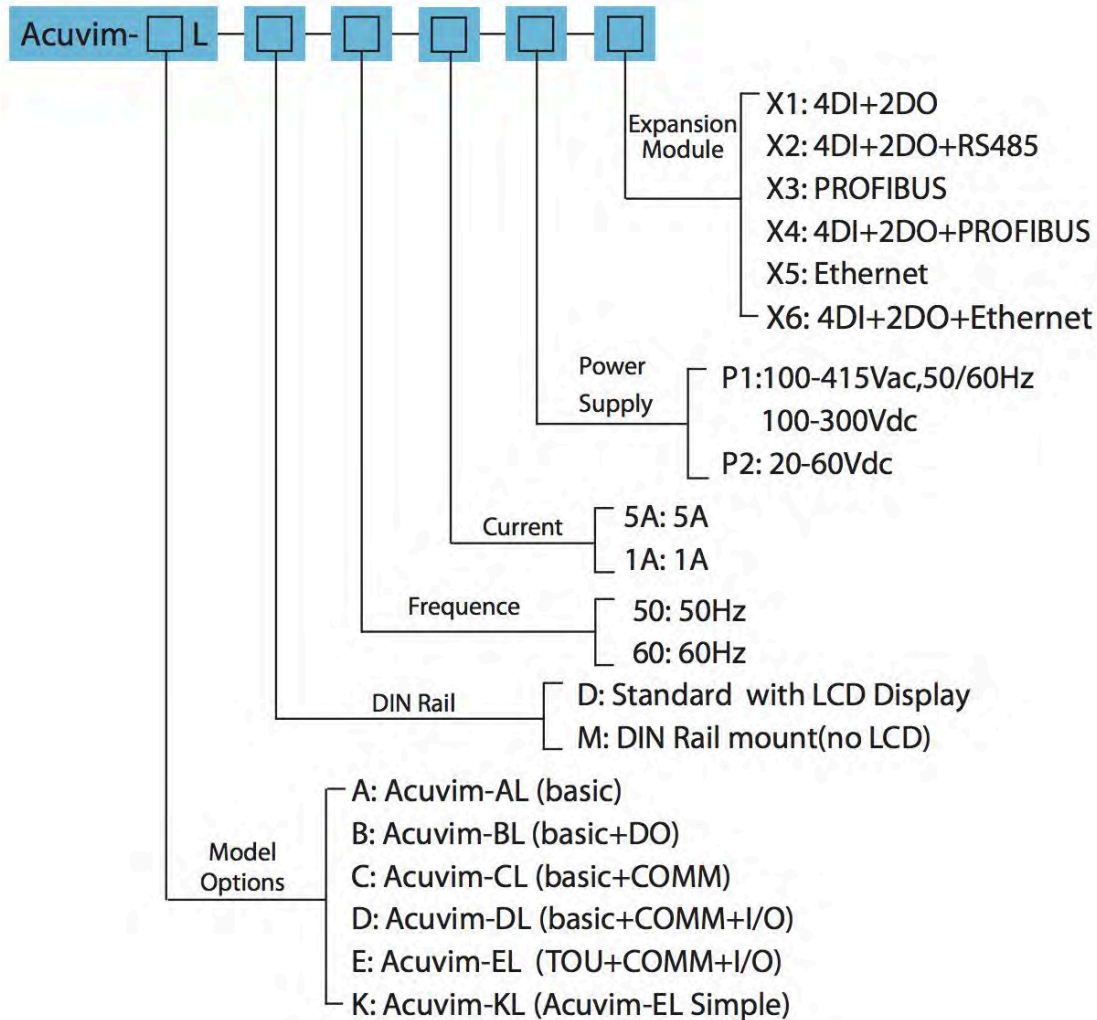 Acuvim- L
Expansion
Module
X1: 4DI+2DO
X2: 4DI+2DO+RS485
X3: PROFIBUS
X4: 4DI+2DO+PROFIBUS
X5: Ethernet
X6: 4DI+2DO+Ethernet
Power
Supply
P1:100-415Vac,50/60Hz
100-300Vdc
P2: 20-60Vdc
Current
5A: 5A
1A: 1A
Frequence
50: 50Hz
60: 60Hz
DIN Rail
D: Standard with LCD Display
M: DIN Rail mount(no LCD)
Model
Options
A: Acuvim-AL (basic)
B: Acuvim-BL (basic+DO)
C: Acuvim-CL (basic+COMM)
D: Acuvim-DL (basic+COMM+I/O)
E: Acuvim-EL (TOU+COMM+I/O)
K: Acuvim-KL (Acuvim-EL Simple)